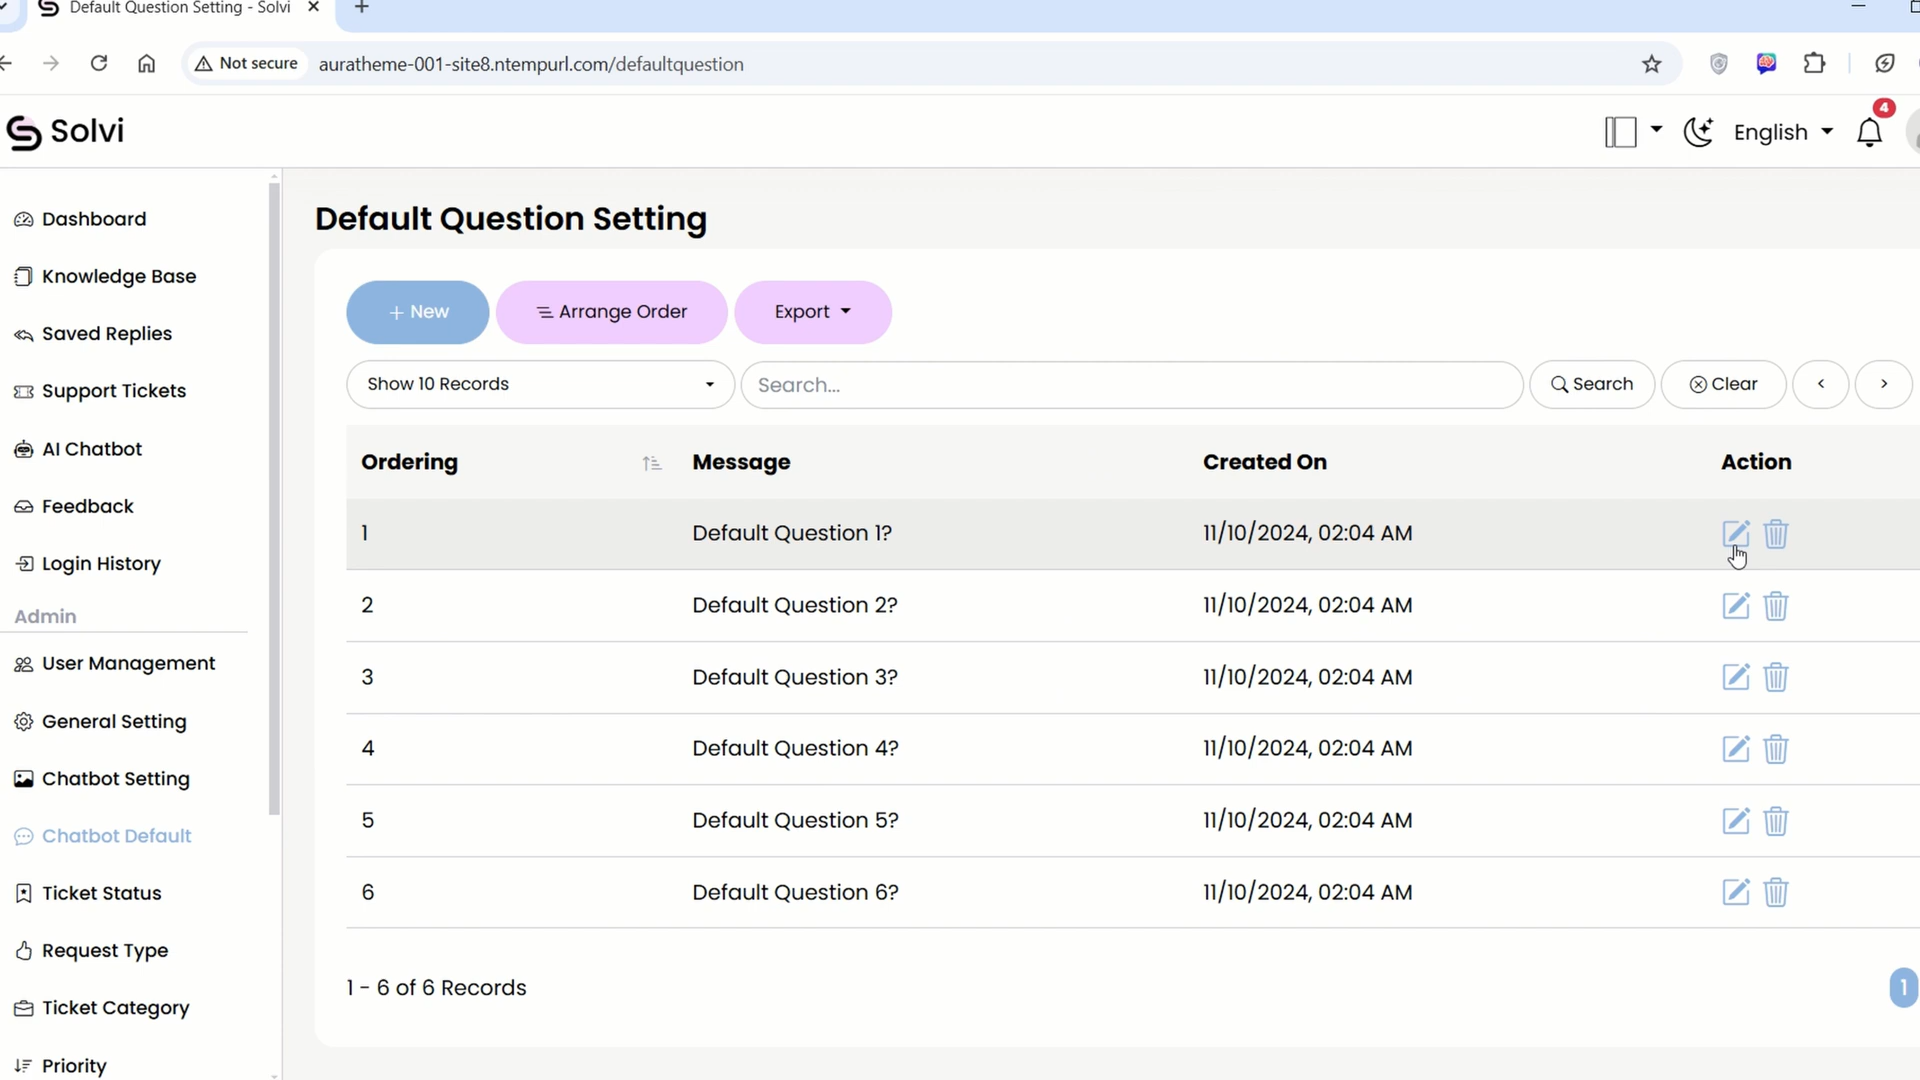 Default Question Setting - Solvi
Not secure
auratheme-001-site8.ntempurl.com/defaultquestion
Solvi
English
4
Dashboard
Knowledge Base
Saved Replies
Support Tickets
AI Chatbot
Feedback
Login History
Admin
User Management
General Setting
Chatbot Setting
Chatbot Default
Ticket Status
Request Type
Ticket Category
Priority
Default Question Setting
+ New
Arrange Order
Export
Show 10 Records
Search...
Search
Clear
Ordering Message Created On Action
1 Default Question 1? 11/10/2024, 02:04 AM
2 Default Question 2? 11/10/2024, 02:04 AM
3 Default Question 3? 11/10/2024, 02:04 AM
4 Default Question 4? 11/10/2024, 02:04 AM
5 Default Question 5? 11/10/2024, 02:04 AM
6 Default Question 6? 11/10/2024, 02:04 AM
1 - 6 of 6 Records
1